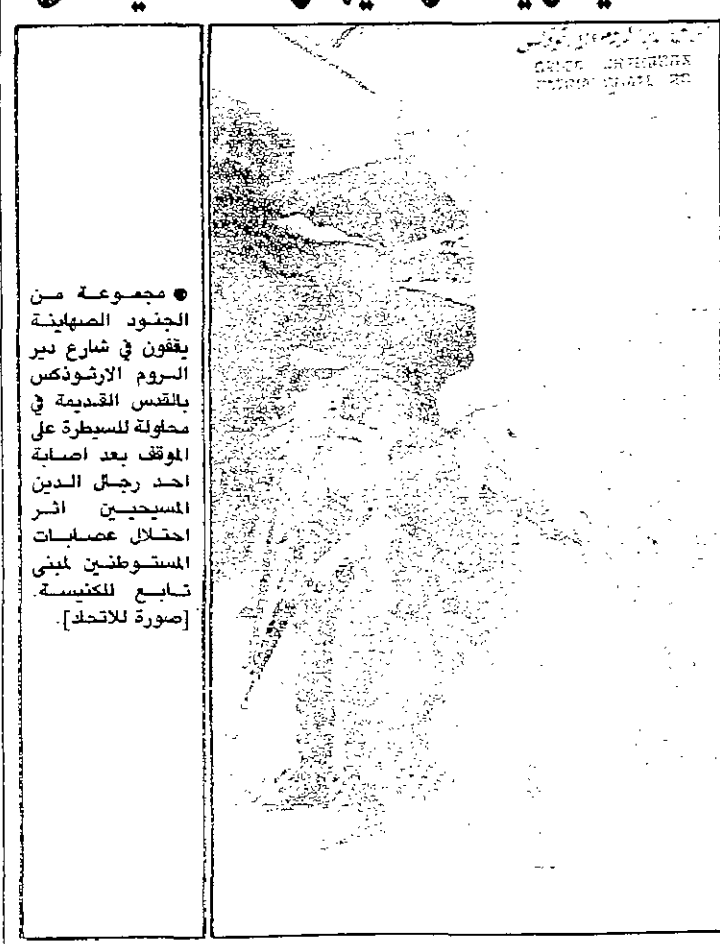 ● مجموعة من
الجنود الصهاينة
يقفون في شارع دير
الروم الارثوذكس
بالقدس القديمة في
محاولة للسيطرة على
الموقف بعد اصابة
احد رجال الدين
المسيحيين اثر
احتلال عصابات
المستوطنين لمبنى
تابع للكنيسة.
[صورة للاتحاد].